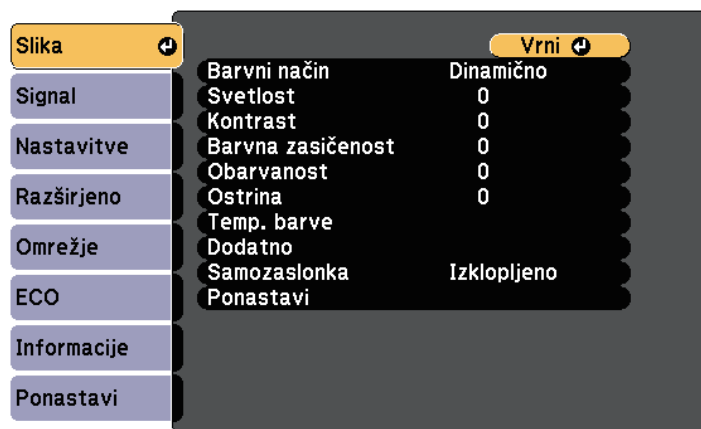 Slika
Signal
Nastavitve
Razširjeno
Omrežje
ECO
Informacije
Ponastavi
Vrni
Barvni način Dinamično
Svetlost 0
Kontrast 0
Barvna zasičenost 0
Obarvanost 0
Ostrina 0
Temp. barve
Dodatno
Samozaslonka Izklopljeno
Ponastavi